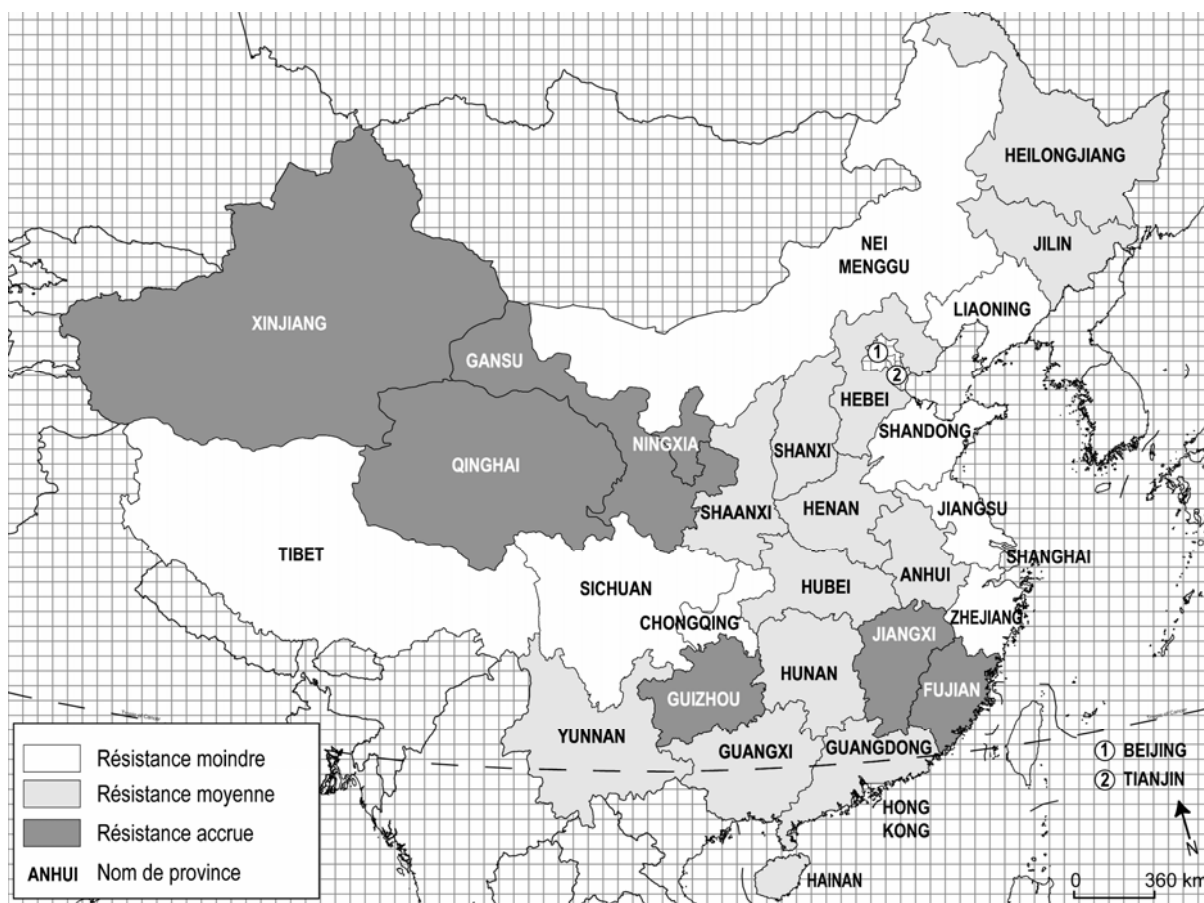 HEILONGJIANG
JILIN
NEI
MENGGU
LIAONING
XINJIANG
GANSU
1
2
HEBEI
SHANDONG
NINGXIA
SHANXI
QINGHAI
SHAANXI
HENAN
JIANGSU
TIBET
SHANGHAI
SICHUAN
HUBEI
ANHUI
CHONGQING
ZHEJIANG
JIANGXI
HUNAN
FUJIAN
GUIZHOU
YUNNAN
GUANGXI
GUANGDONG
HONG
KONG
HAINAN
Résistance moindre
Résistance moyenne
Résistance accrue
ANHUI Nom de province
1 BEIJING
2 TIANJIN
N
0 360 km